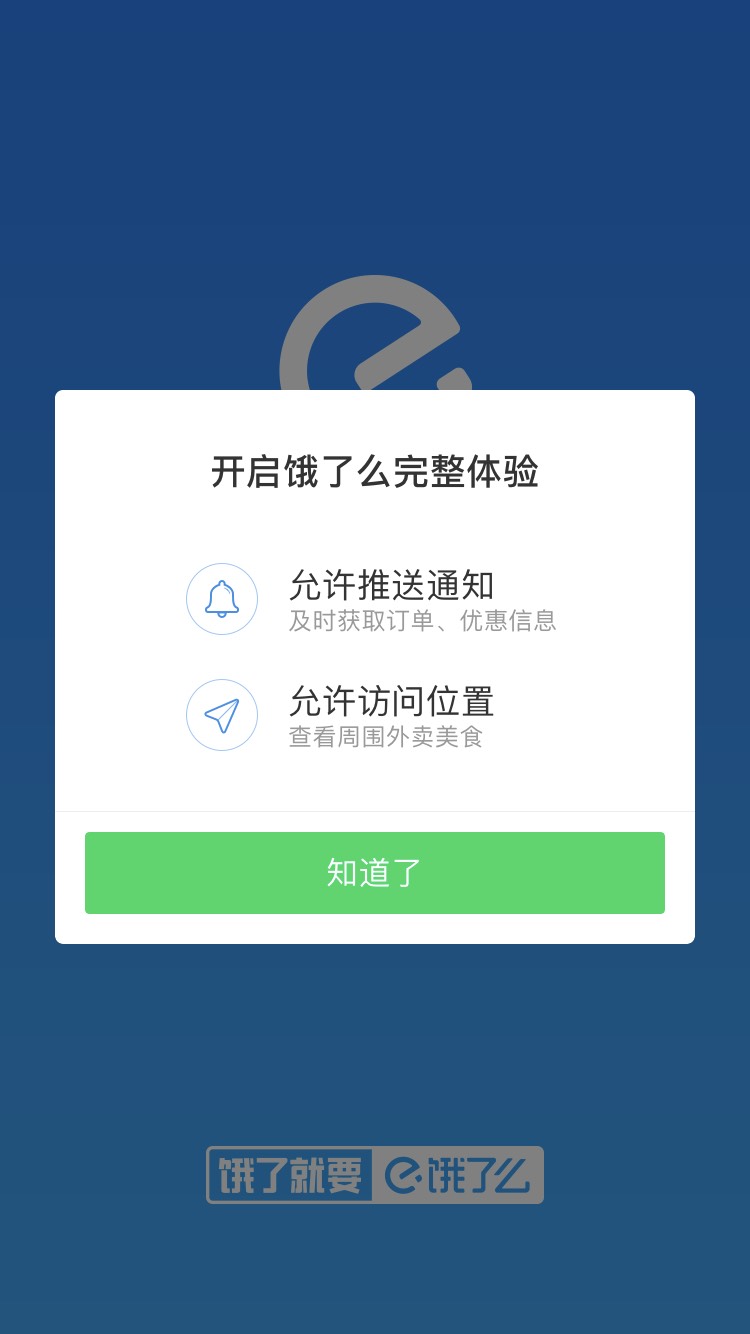 开启饿了么完整体验
允许推送通知
及时获取订单、优惠信息
允许访问位置
查看周围外卖美食
知道了
饿了就要 饿了么